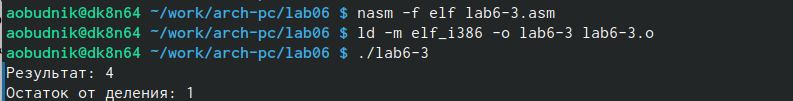 aobudnik@dk8n64 ~/work/arch-pc/lab06 $ nasm -f elf lab6-3.asm
aobudnik@dk8n64 ~/work/arch-pc/lab06 $ ld -m elf_i386 -o lab6-3 lab6-3.o
aobudnik@dk8n64 ~/work/arch-pc/lab06 $ ./lab6-3
Результат: 4
Остаток от деления: 1